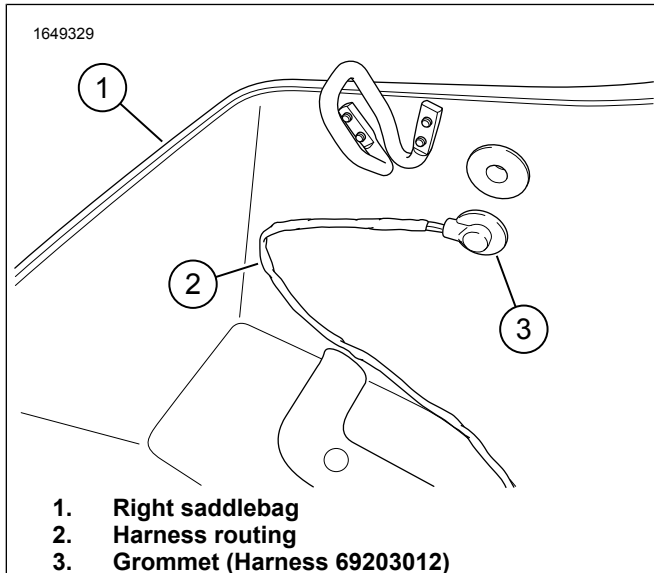 1649329
1
2
3
1. Right saddlebag
2. Harness routing
3. Grommet (Harness 69203012)